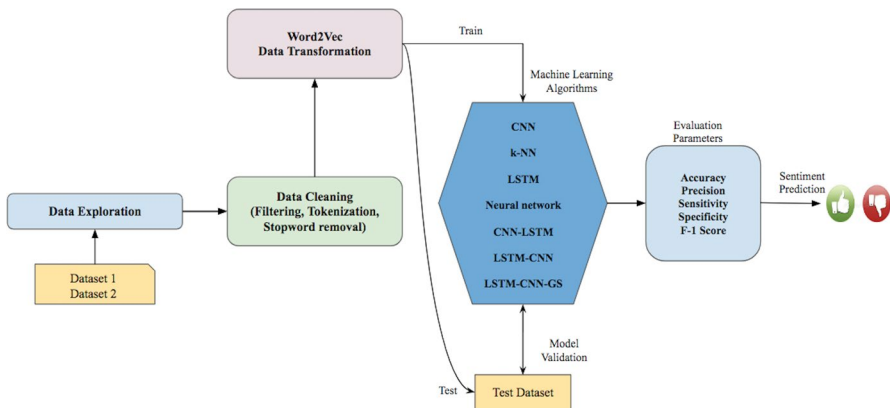 Word2Vec
Data Transformation
Train
Machine Learning
Algorithms
CNN
k-NN
LSTM
Neural network
CNN-LSTM
LSTM-CNN
LSTM-CNN-GS
Evaluation
Parameters
Accuracy
Precision
Sensitivity
Specificity
F-1 Score
Sentiment
Prediction
Data Exploration
Data Cleaning
(Filtering, Tokenization,
Stopword removal)
Dataset 1
Dataset 2
Model
Validation
Test
Test Dataset